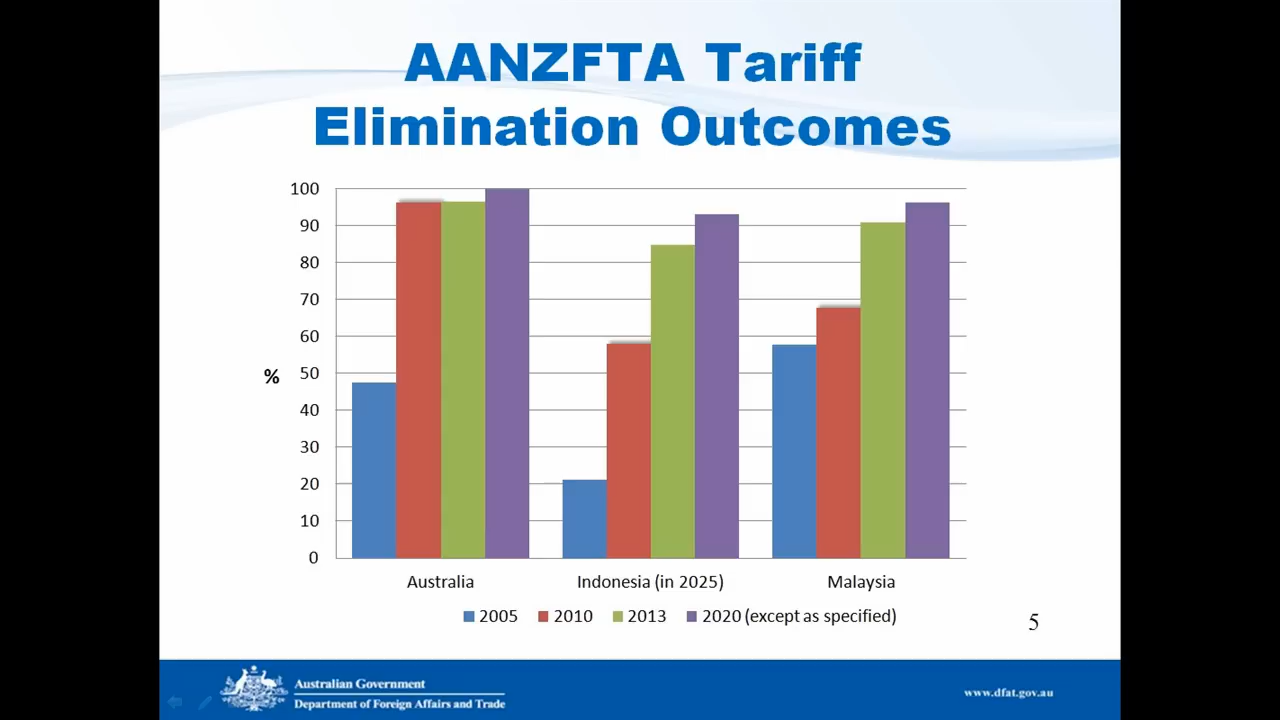 AANZFTA Tariff
Elimination Outcomes
100
90
80
70
60
50
40
30
20
10
0
%
Australia
Indonesia (in 2025)
Malaysia
2005
2010
2013
2020 (except as specified)
5
Australian Government
Department of Foreign Affairs and Trade
www.dfat.gov.au